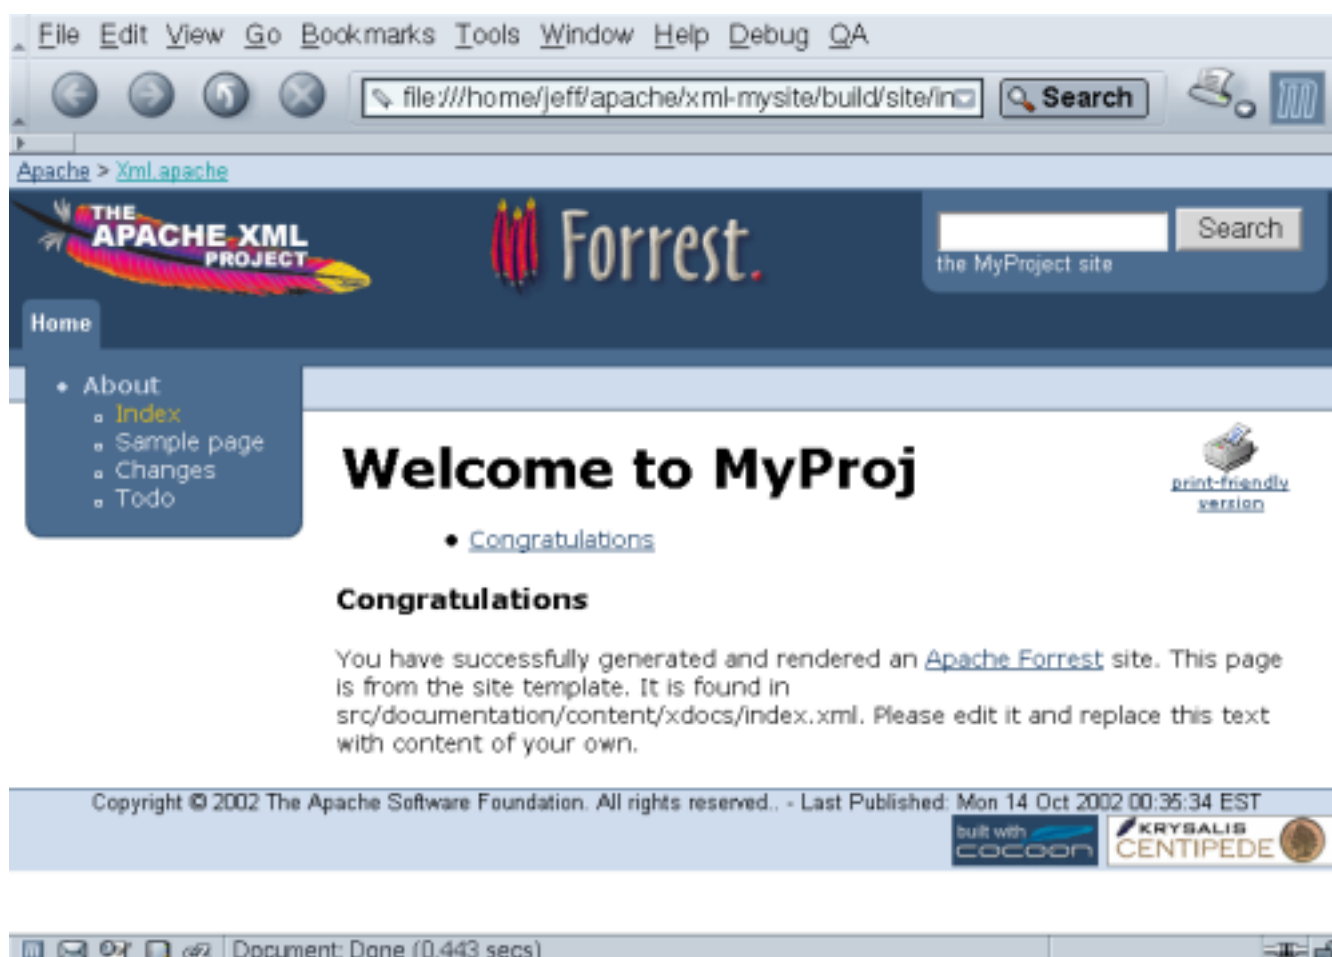 File Edit View Go Bookmarks Tools Window Help Debug QA
file:///home/jeff/apache/xml-mysite/build/site/in
Search
Apache > Xml.apache
THE
APACHE XML
PROJECT
Forrest.
Search
the MyProject site
Home
About
Index
Sample page
Changes
Todo
Welcome to MyProj
print-friendly
version
Congratulations
Congratulations
You have successfully generated and rendered an Apache Forrest site. This page
is from the site template. It is found in
src/documentation/content/xdocs/index.xml. Please edit it and replace this text
with content of your own.
Copyright © 2002 The Apache Software Foundation. All rights reserved.. - Last Published: Mon 14 Oct 2002 00:35:34 EST
built with
cocoon
KRYSALIS
CENTIPEDE
Document: Done (0.443 secs)